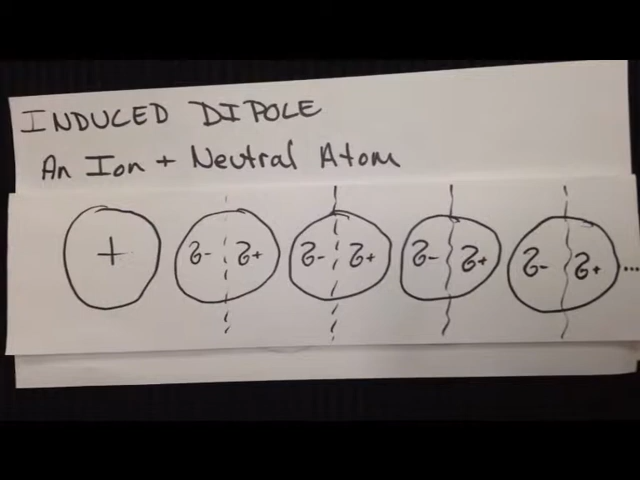 INDUCED DIPOLE
An Ion + Neutral Atom
+ δ- δ+ δ- δ+ δ- δ+ δ- δ+ ...